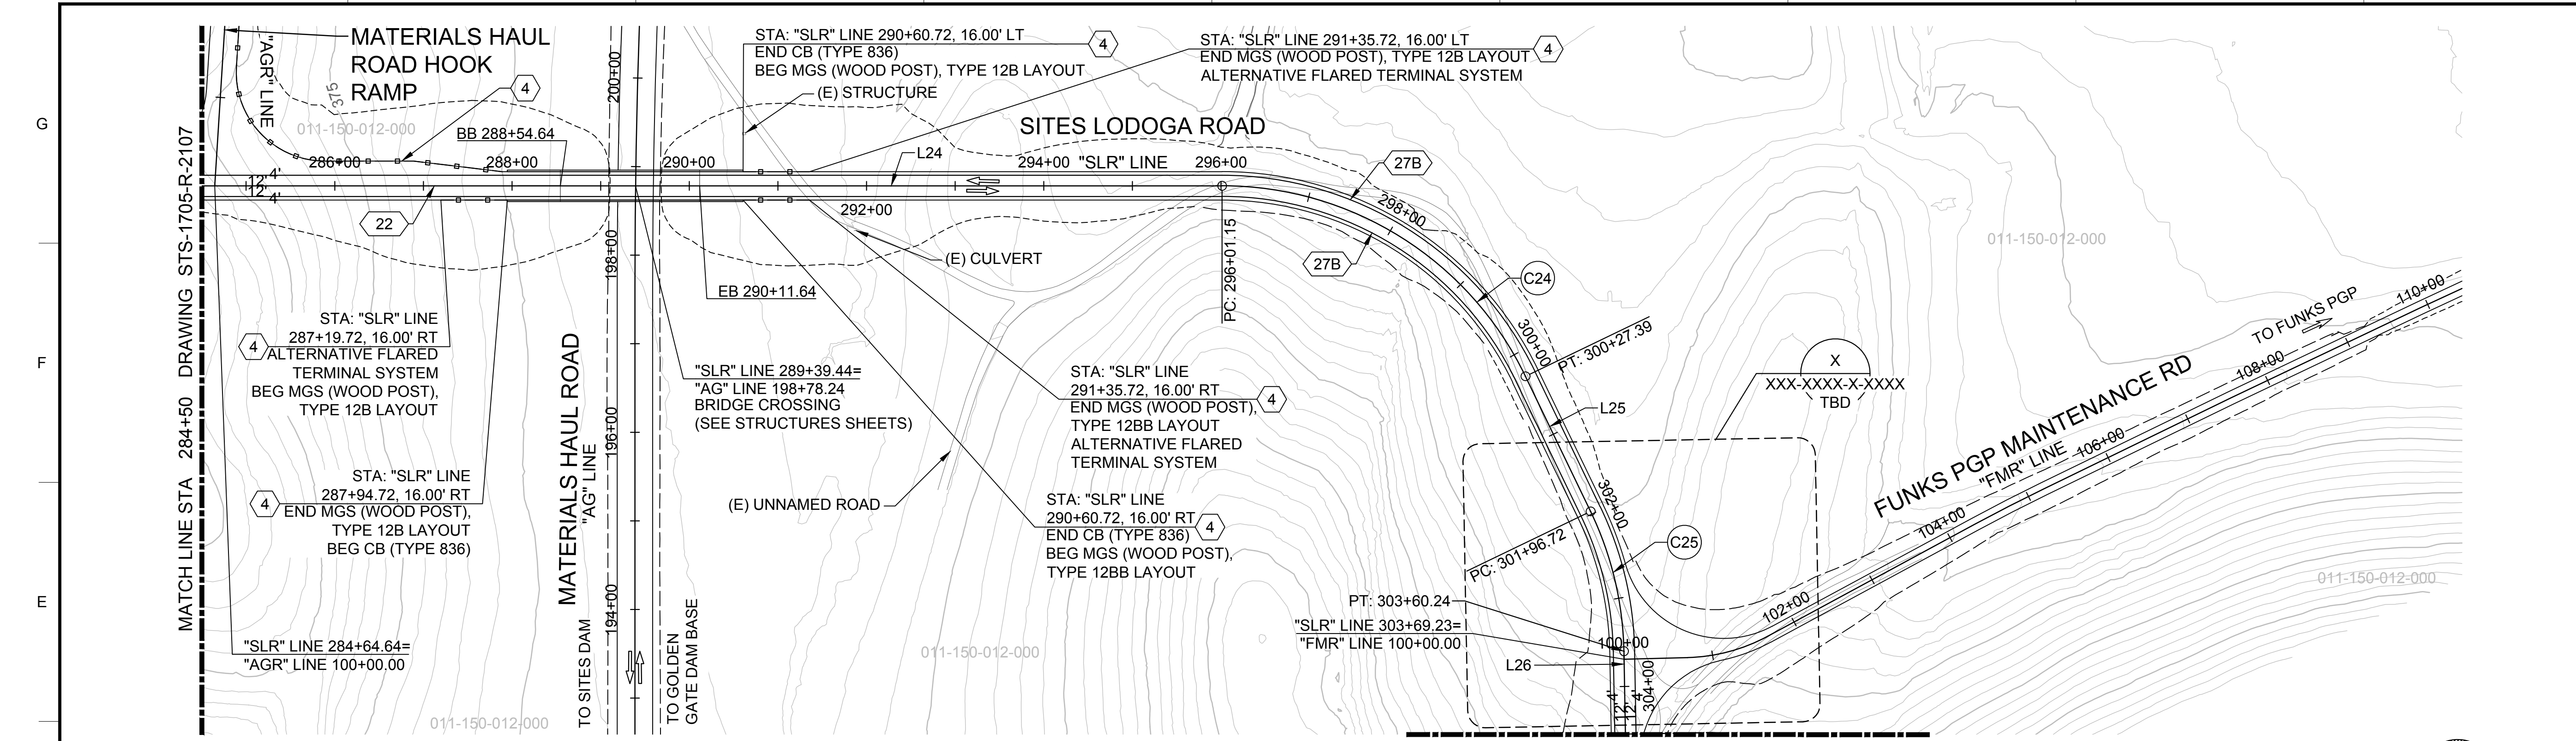 MATERIALS HAUL
ROAD HOOK
RAMP
"AGR" LINE
375
011-150-012-000
4
BB 288+54.64
286+00
288+00
290+00
292+00
294+00
"SLR" LINE
296+00
298+00
300+00
302+00
304+00
STA: "SLR" LINE 290+60.72, 16.00' LT
END CB (TYPE 836)
BEG MGS (WOOD POST), TYPE 12B LAYOUT
4
(E) STRUCTURE
STA: "SLR" LINE 291+35.72, 16.00' LT
END MGS (WOOD POST), TYPE 12B LAYOUT
ALTERNATIVE FLARED TERMINAL SYSTEM
4
SITES LODOGA ROAD
L24
27B
27B
C24
12' 4'
12' 4'
22
G
F
E
MATCH LINE STA 284+50 DRAWING STS-1705-R-2107
200+00
198+00
196+00
194+00
(E) CULVERT
EB 290+11.64
PC: 296+01.15
PT: 300+27.39
STA: "SLR" LINE
287+19.72, 16.00' RT
4
ALTERNATIVE FLARED
TERMINAL SYSTEM
BEG MGS (WOOD POST),
TYPE 12B LAYOUT
STA: "SLR" LINE
287+94.72, 16.00' RT
4
END MGS (WOOD POST),
TYPE 12B LAYOUT
BEG CB (TYPE 836)
MATERIALS HAUL ROAD
"AG" LINE
"SLR" LINE 289+39.44=
"AG" LINE 198+78.24
BRIDGE CROSSING
(SEE STRUCTURES SHEETS)
STA: "SLR" LINE
291+35.72, 16.00' RT
4
END MGS (WOOD POST),
TYPE 12BB LAYOUT
ALTERNATIVE FLARED
TERMINAL SYSTEM
STA: "SLR" LINE
290+60.72, 16.00' RT
4
END CB (TYPE 836)
BEG MGS (WOOD POST),
TYPE 12BB LAYOUT
(E) UNNAMED ROAD
"SLR" LINE 284+64.64=
"AGR" LINE 100+00.00
TO SITES DAM
TO GOLDEN
GATE DAM BASE
011-150-012-000
011-150-012-000
L25
X
XXX-XXXX-X-XXXX
TBD
PC: 301+96.72
C25
PT: 303+60.24
"SLR" LINE 303+69.23=
"FMR" LINE 100+00.00
L26
12' 4'
12' 4'
100+00
102+00
104+00
106+00
108+00
110+00
FUNKS PGP MAINTENANCE RD
"FMR" LINE
TO FUNKS PGP
011-150-012-000
011-150-012-000